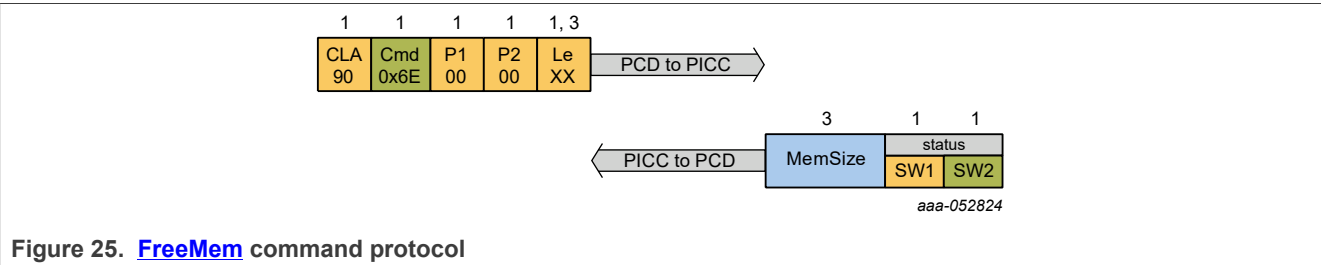 1 1 1 1 1, 3
CLA Cmd P1 P2 Le
90 0x6E 00 00 XX
PCD to PICC
3 1 1
MemSize status
SW1 SW2
PICC to PCD
aaa-052824
Figure 25. FreeMem command protocol